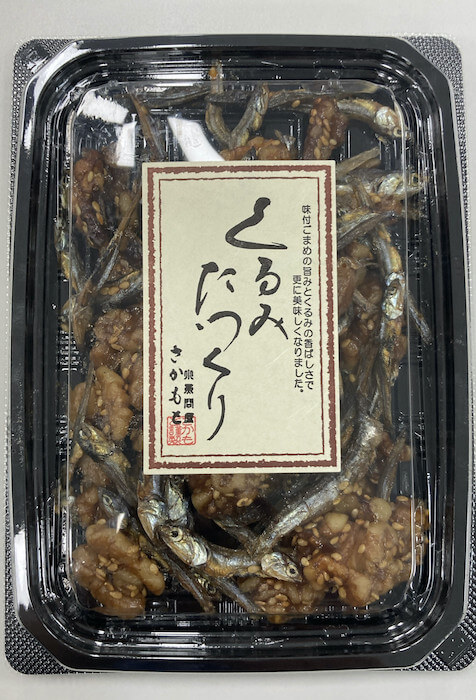 味付ごまめの旨みとくるみの香ばしさで
更に美味しくなりました。
くるみ
たつくり
さかもと